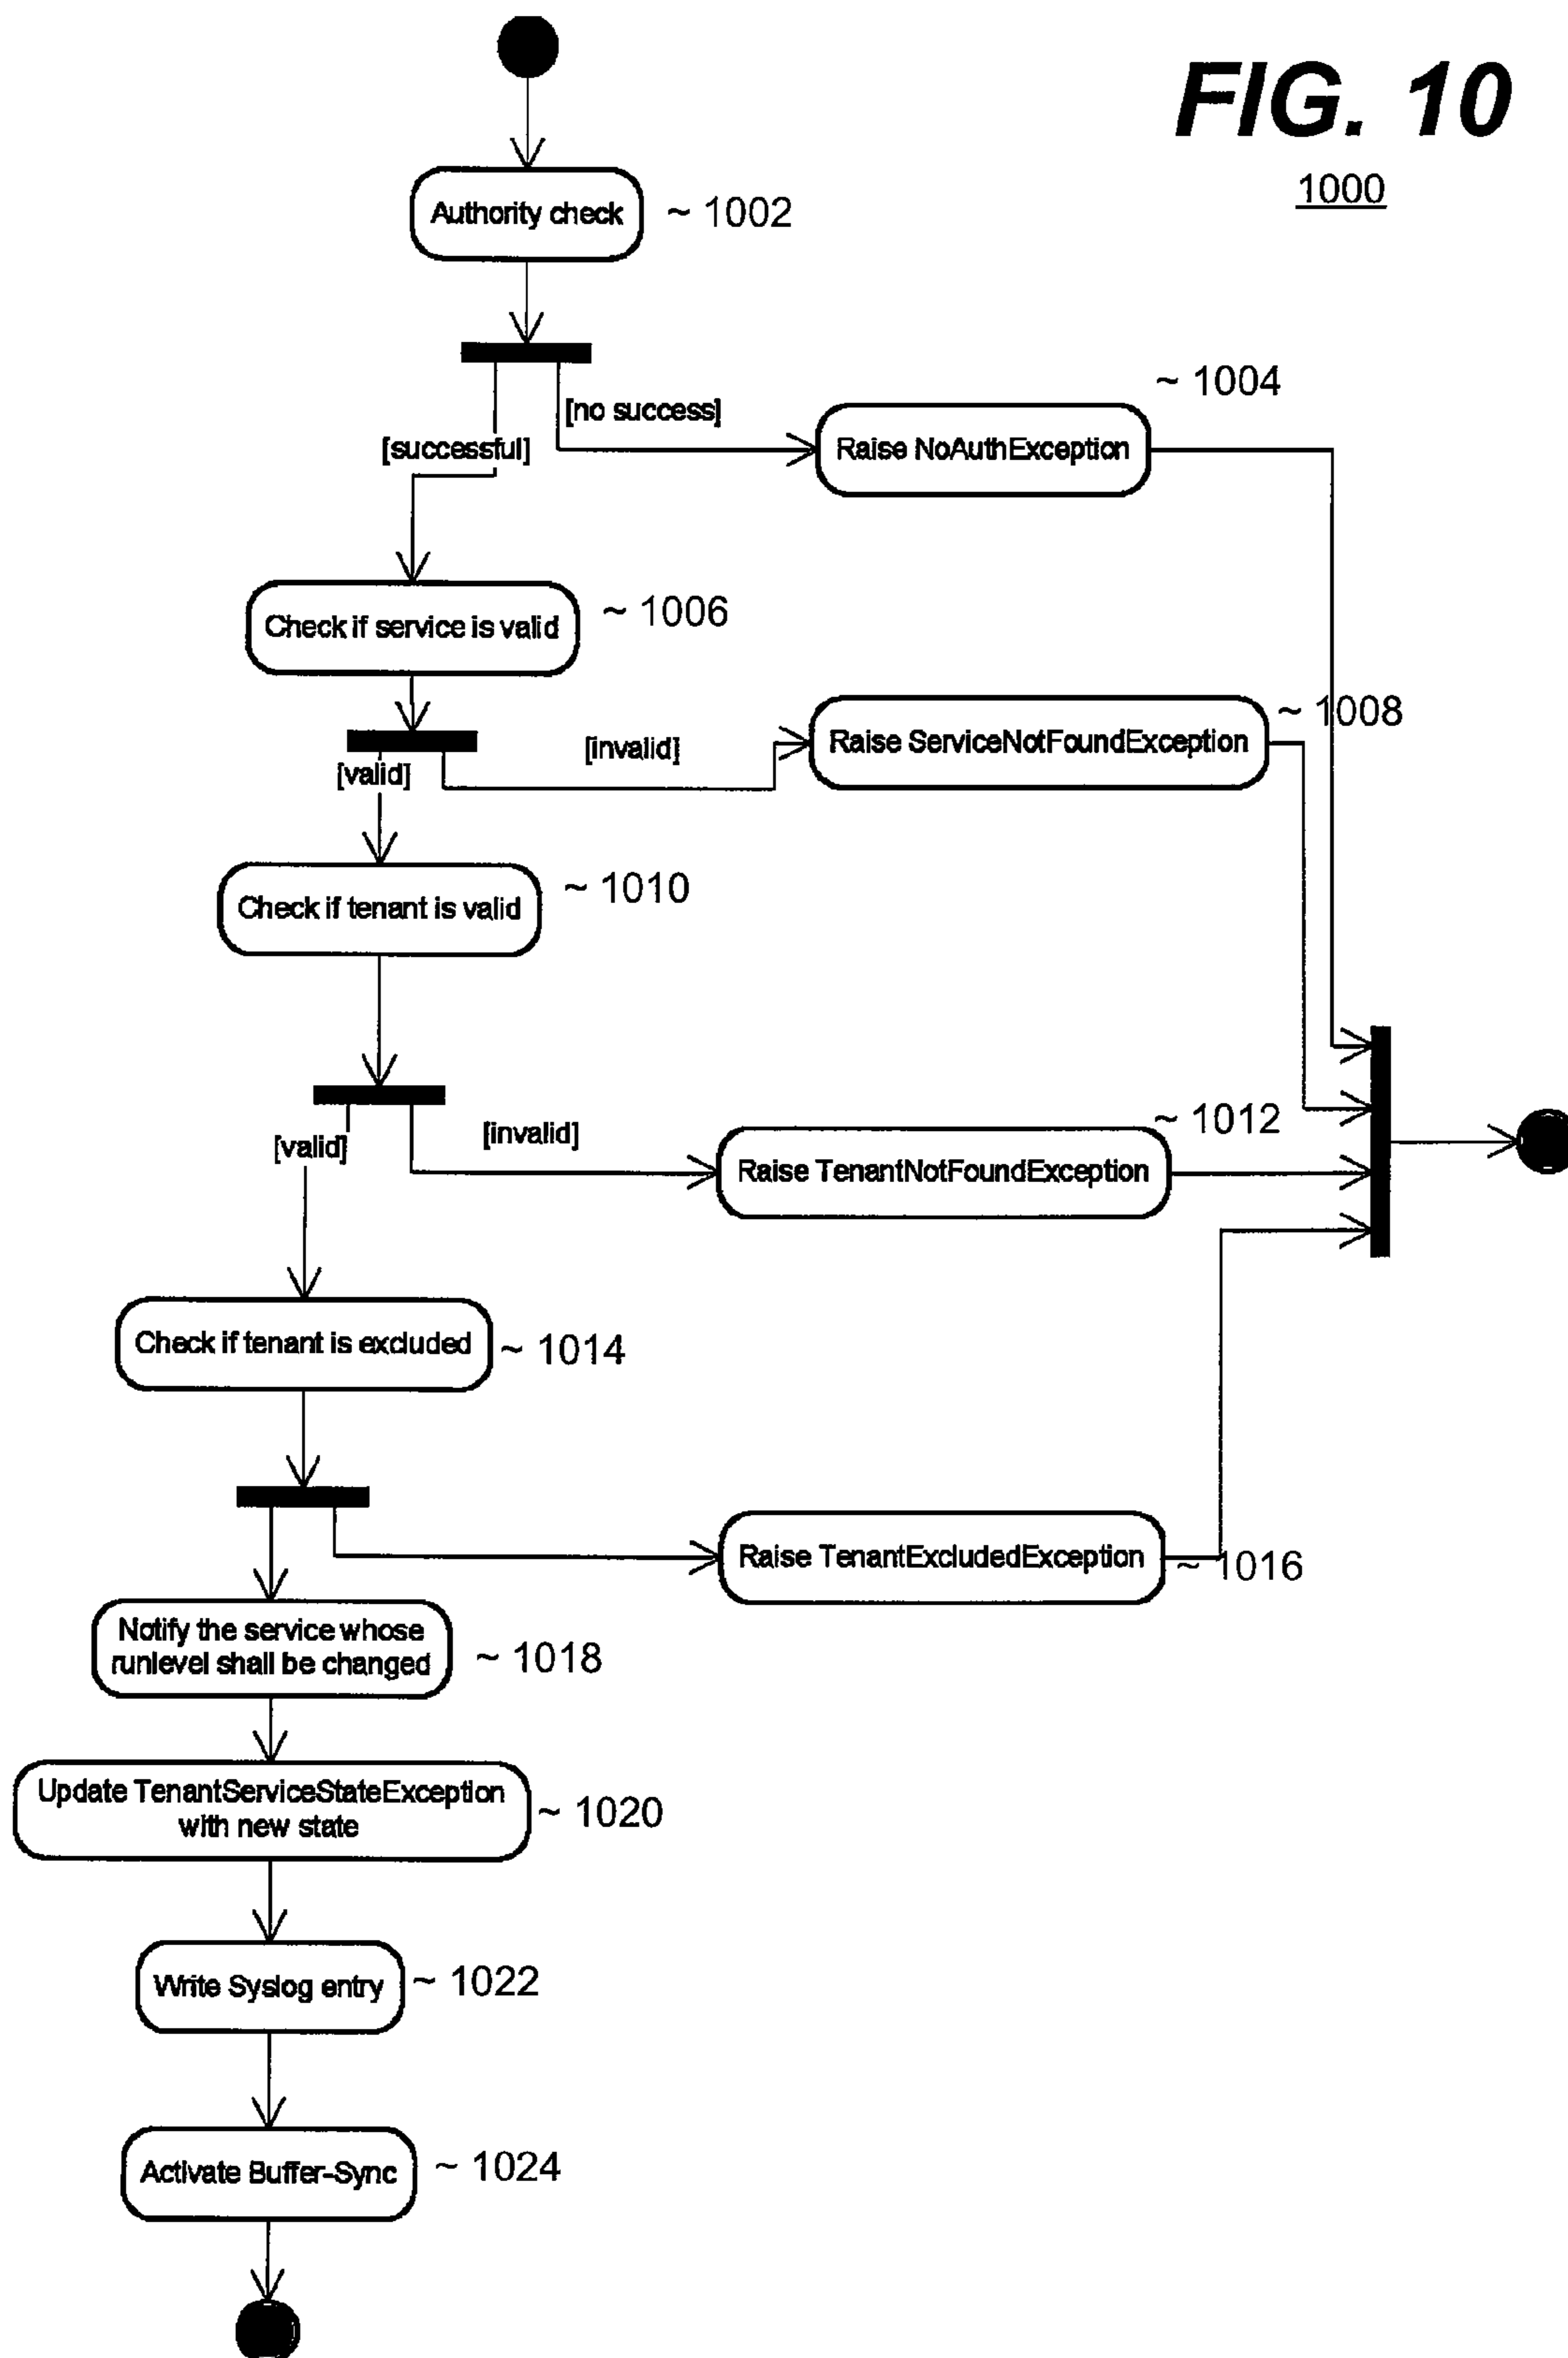 FIG. 10
1000
Authority check
~ 1002
[no success]
[successful]
~ 1004
Raise NoAuthException
Check if service is valid
~ 1006
[valid]
[invalid]
Raise ServiceNotFoundException
~ 1008
Check if tenant is valid
~ 1010
[valid]
[invalid]
Raise TenantNotFoundException
~ 1012
Check if tenant is excluded
~ 1014
Raise TenantExcludedException
~ 1016
Notify the service whose
runlevel shall be changed
~ 1018
Update TenantServiceStateException
with new state
~ 1020
Write Syslog entry
~ 1022
Activate Buffer-Sync
~ 1024